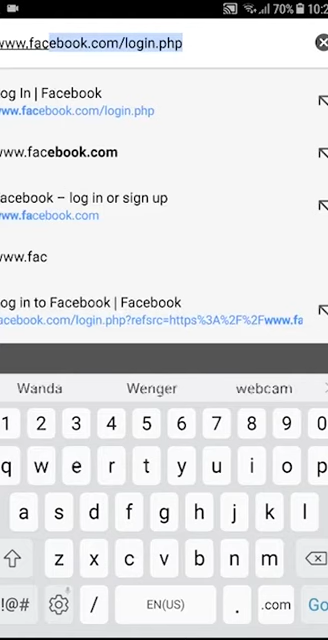 70% 10:2
www.facebook.com/login.php
og In | Facebook
www.facebook.com/login.php
www.facebook.com
acebook – log in or sign up
www.facebook.com
www.fac
og in to Facebook | Facebook
acebook.com/login.php?refsrc=https%3A%2F%2Fwww.fa
Wanda Wenger webcam
1 2 3 4 5 6 7 8 9 0
q w e r t y u i o p
a s d f g h j k l
z x c v b n m
!@# / EN(US) . .com Go